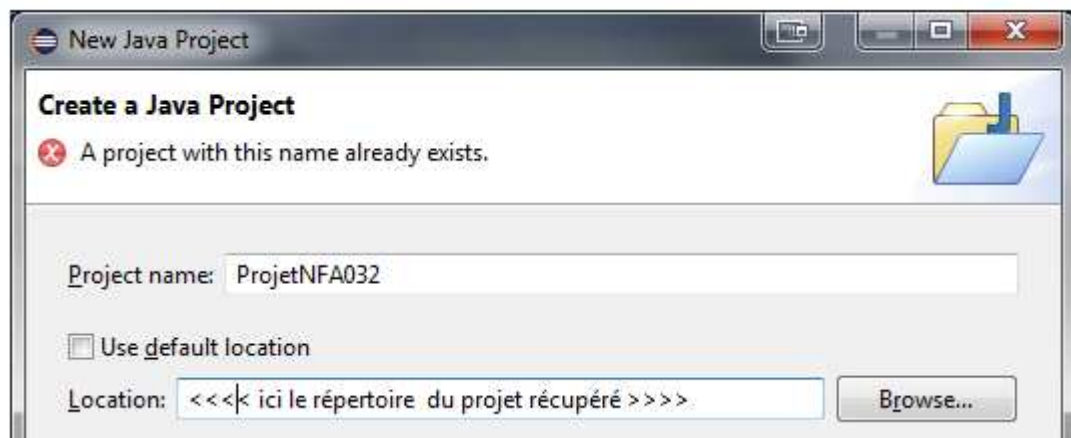 New Java Project
Create a Java Project
A project with this name already exists.
Project name: ProjetNFA032
Use default location
Location: <<<< ici le répertoire du projet récupéré >>>>
Browse...